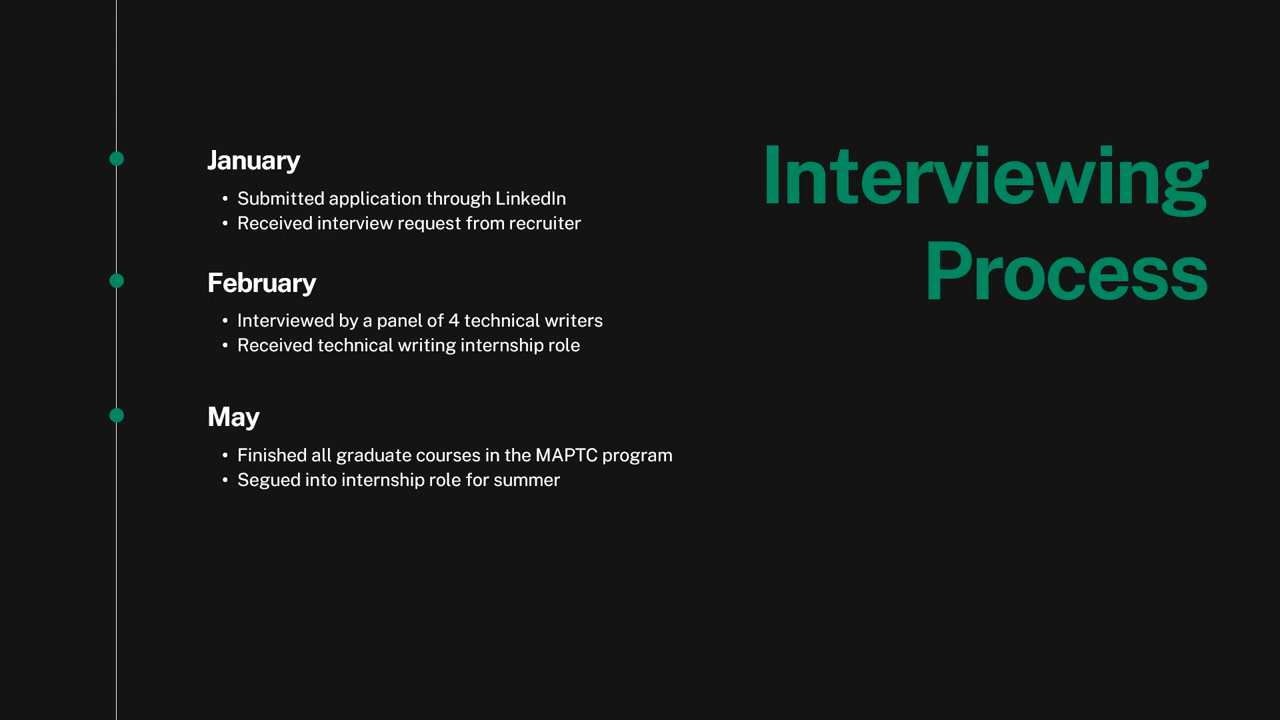 Interviewing
Process
January
• Submitted application through LinkedIn
• Received interview request from recruiter
February
• Interviewed by a panel of 4 technical writers
• Received technical writing internship role
May
• Finished all graduate courses in the MAPTC program
• Segued into internship role for summer